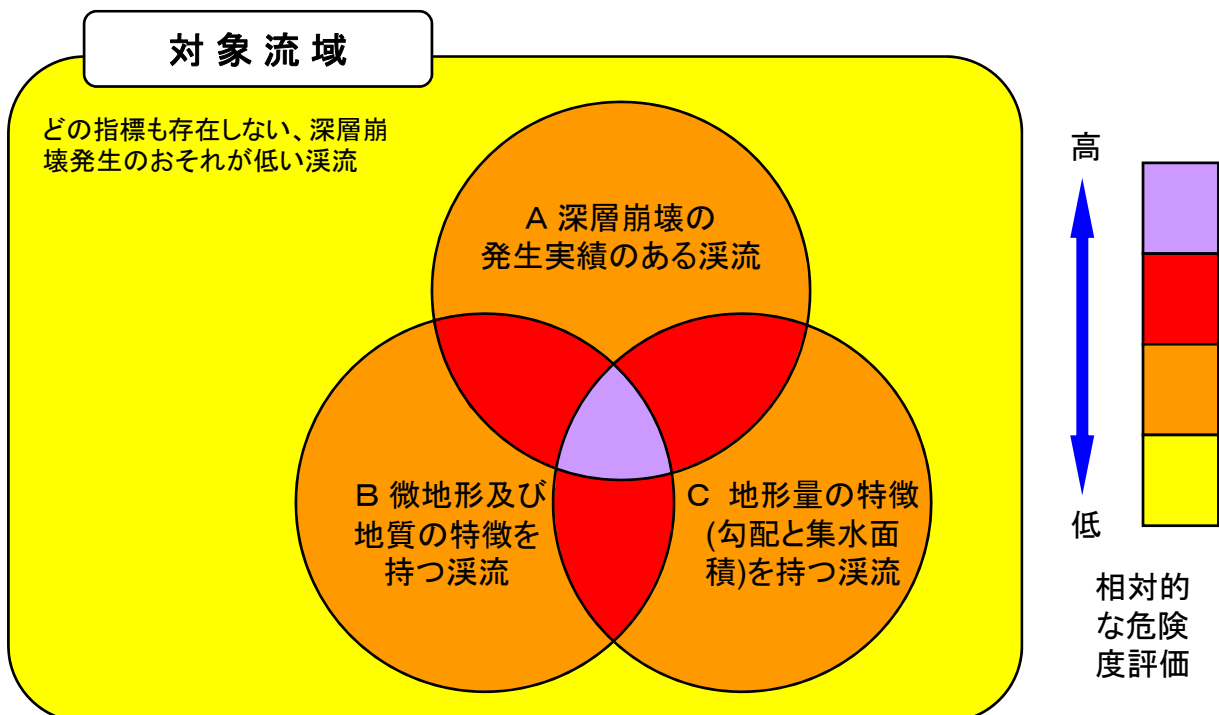 対象流域
どの指標も存在しない、深層崩
壊発生のおそれが低い渓流
A 深層崩壊の
発生実績のある渓流
B 微地形及び
地質の特徴を
持つ渓流
C 地形量の特徴
(勾配と集水面
積)を持つ渓流
高
低
相対的
な危険
度評価